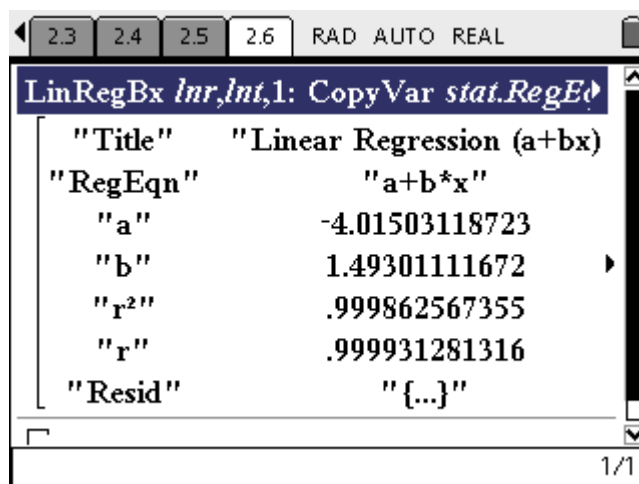 2.3 2.4 2.5 2.6 RAD AUTO REAL
LinRegBx lnr,lnt,1: CopyVar stat.RegEq
"Title" "Linear Regression (a+bx)
"RegEqn" "a+b*x"
"a" -4.01503118723
"b" 1.49301111672
"r²" .999862567355
"r" .999931281316
"Resid" "{...}"
1/1